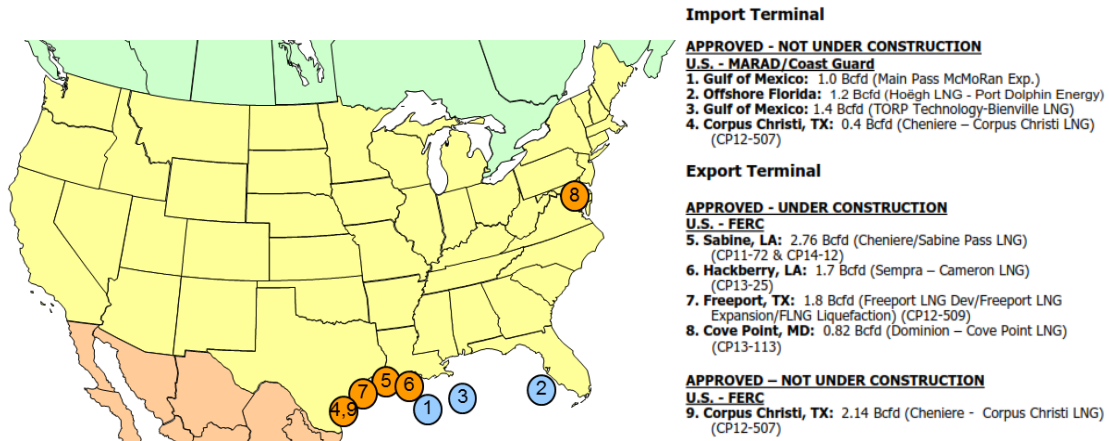 Import Terminal
APPROVED - NOT UNDER CONSTRUCTION
U.S. - MARAD/Coast Guard
1. Gulf of Mexico: 1.0 Bcfd (Main Pass McMoRan Exp.)
2. Offshore Florida: 1.2 Bcfd (Hoëgh LNG - Port Dolphin Energy)
3. Gulf of Mexico: 1.4 Bcfd (TORP Technology-Bienville LNG)
4. Corpus Christi, TX: 0.4 Bcfd (Cheniere – Corpus Christi LNG)
(CP12-507)
Export Terminal
APPROVED - UNDER CONSTRUCTION
U.S. - FERC
5. Sabine, LA: 2.76 Bcfd (Cheniere/Sabine Pass LNG)
(CP11-72 & CP14-12)
6. Hackberry, LA: 1.7 Bcfd (Sempra – Cameron LNG)
(CP13-25)
7. Freeport, TX: 1.8 Bcfd (Freeport LNG Dev/Freeport LNG
Expansion/FLNG Liquefaction) (CP12-509)
8. Cove Point, MD: 0.82 Bcfd (Dominion – Cove Point LNG)
(CP13-113)
APPROVED – NOT UNDER CONSTRUCTION
U.S. - FERC
9. Corpus Christi, TX: 2.14 Bcfd (Cheniere - Corpus Christi LNG)
(CP12-507)
8
5
6
7
4,9
1
3
2